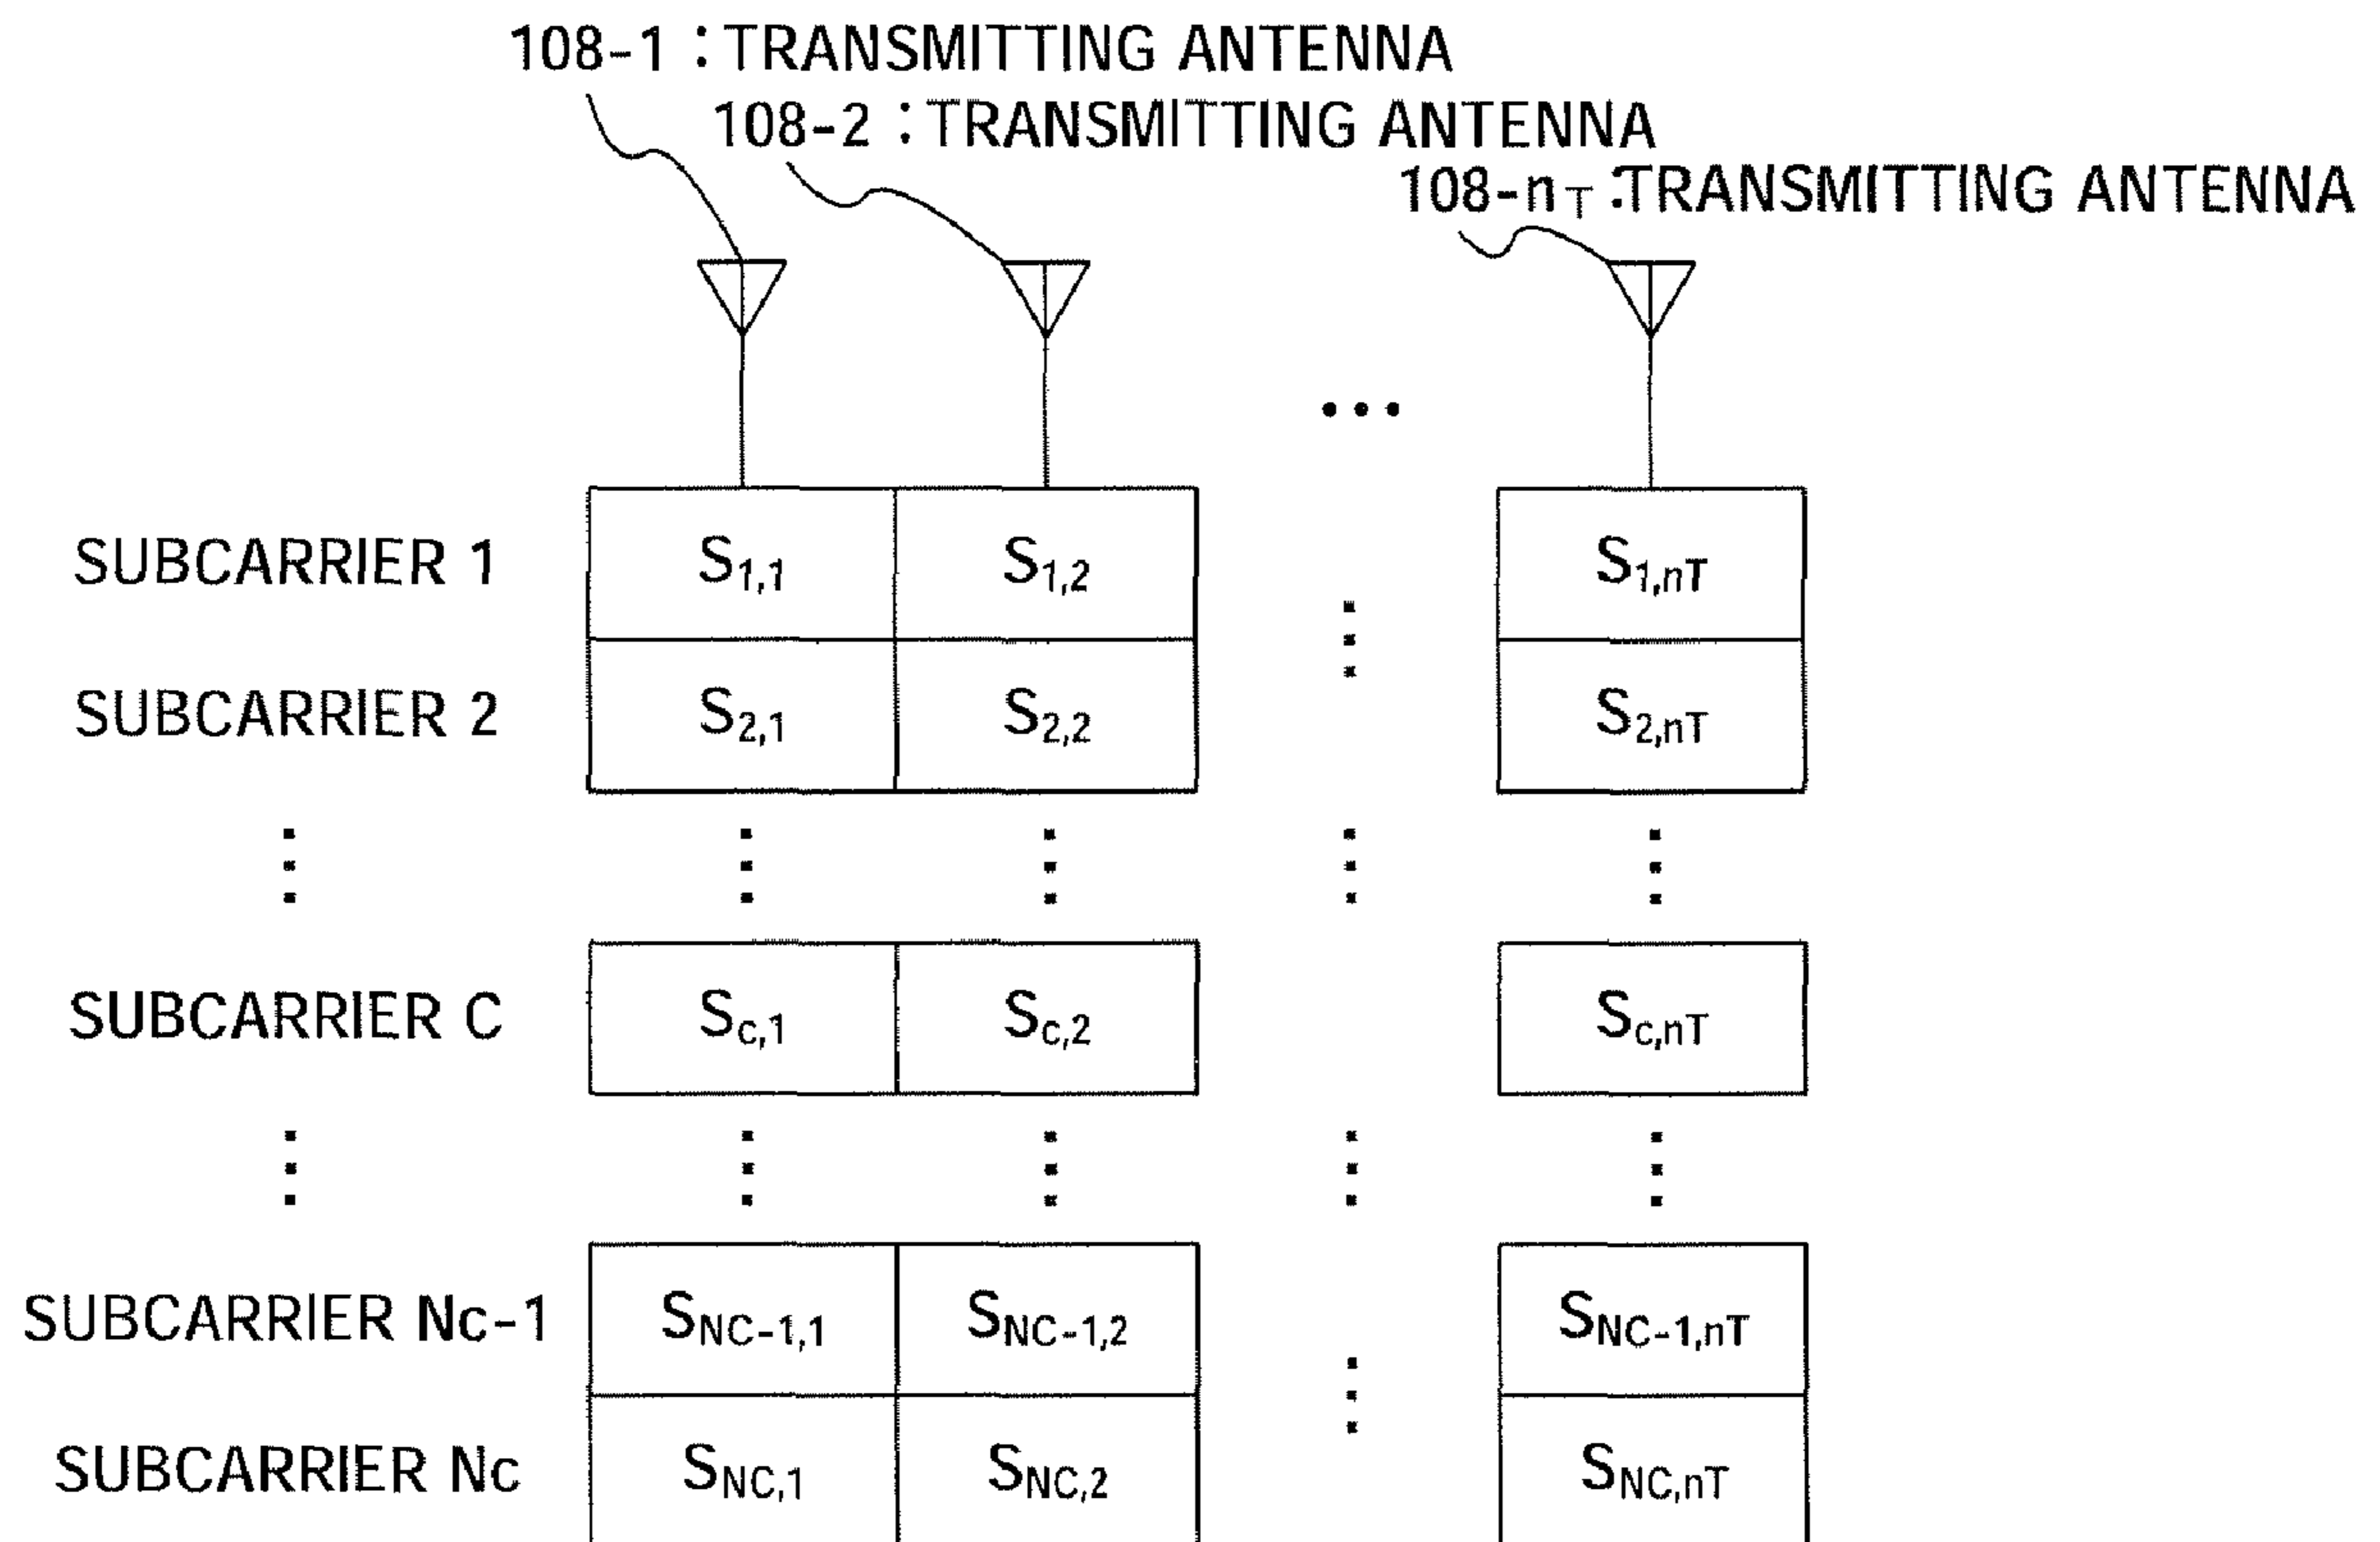 108-1 : TRANSMITTING ANTENNA
108-2 : TRANSMITTING ANTENNA
108-nT :TRANSMITTING ANTENNA
SUBCARRIER 1 S1,1 S1,2 S1,nT
SUBCARRIER 2 S2,1 S2,2 S2,nT
SUBCARRIER C Sc,1 Sc,2 Sc,nT
SUBCARRIER Nc-1 SNC-1,1 SNC-1,2 SNC-1,nT
SUBCARRIER Nc SNC,1 SNC,2 SNC,nT